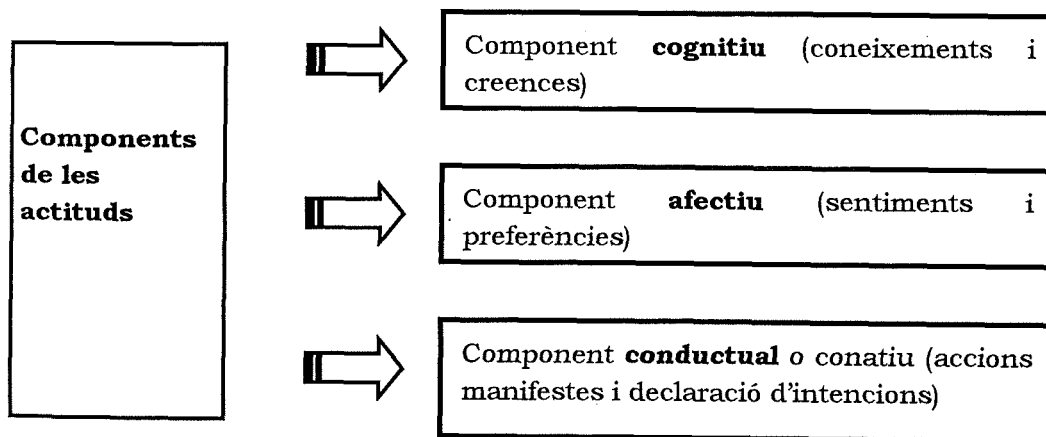 Components
de les
actituds
Component cognitiu (coneixements i
creences)
Component afectiu (sentiments i
preferències)
Component conductual o conatiu (accions
manifestes i declaració d'intencions)